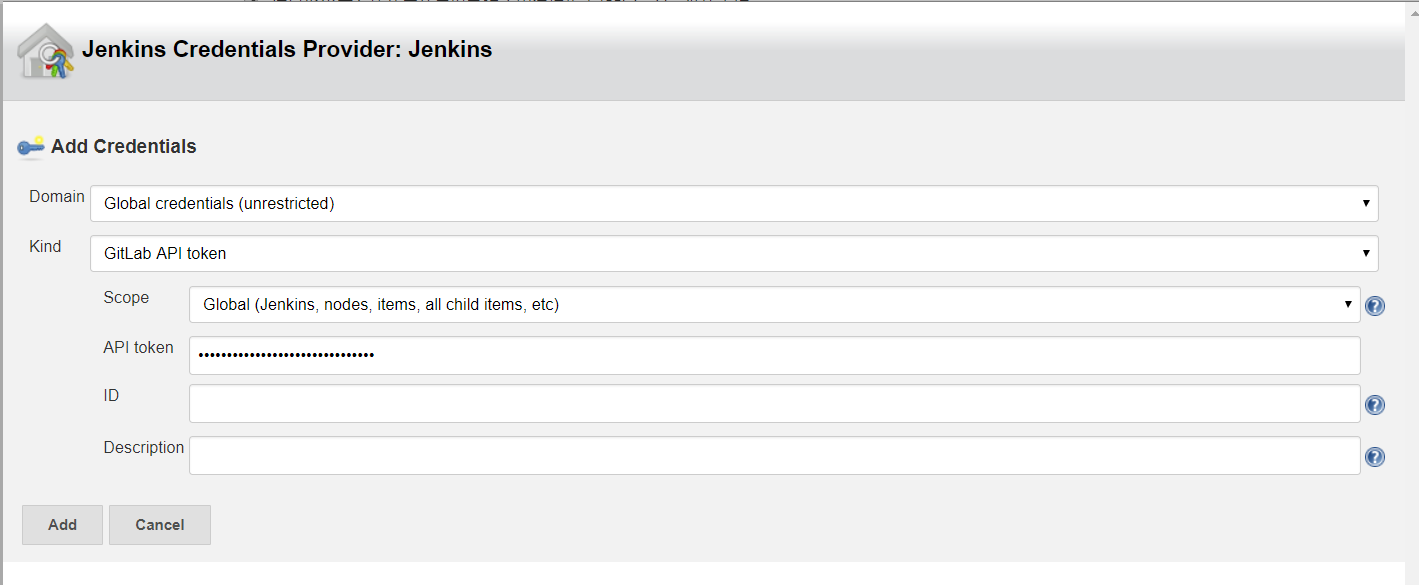 Jenkins Credentials Provider: Jenkins
Add Credentials
Domain
Global credentials (unrestricted)
Kind
GitLab API token
Scope
Global (Jenkins, nodes, items, all child items, etc)
API token
•••••••••••••••••••••••••••••••
ID
Description
Add Cancel